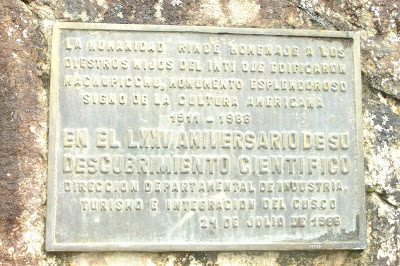 LA HUMANIDAD RINDE HOMENAJE A LOS
DIESTROS HIJOS DEL INTI QUE EDIFICARON
MACHUPICCHU, MONUMENTO ESPLENDOROSO
SIGNO DE LA CULTURA AMERICANA
1911 - 1986
EN EL LXXV ANIVERSARIO DE SU
DESCUBRIMIENTO CIENTIFICO
DIRECCION DEPARTAMENTAL DE INDUSTRIA,
TURISMO E INTEGRACION DEL CUSCO
24 DE JULIO DE 1986